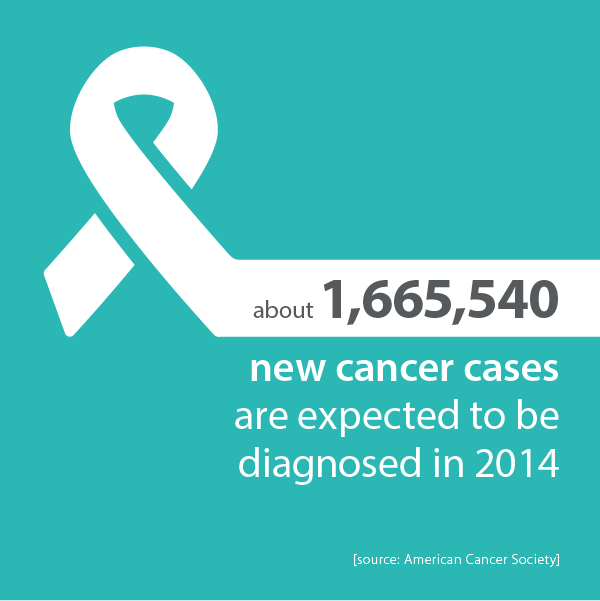 about 1,665,540
new cancer cases
are expected to be
diagnosed in 2014
[source: American Cancer Society]